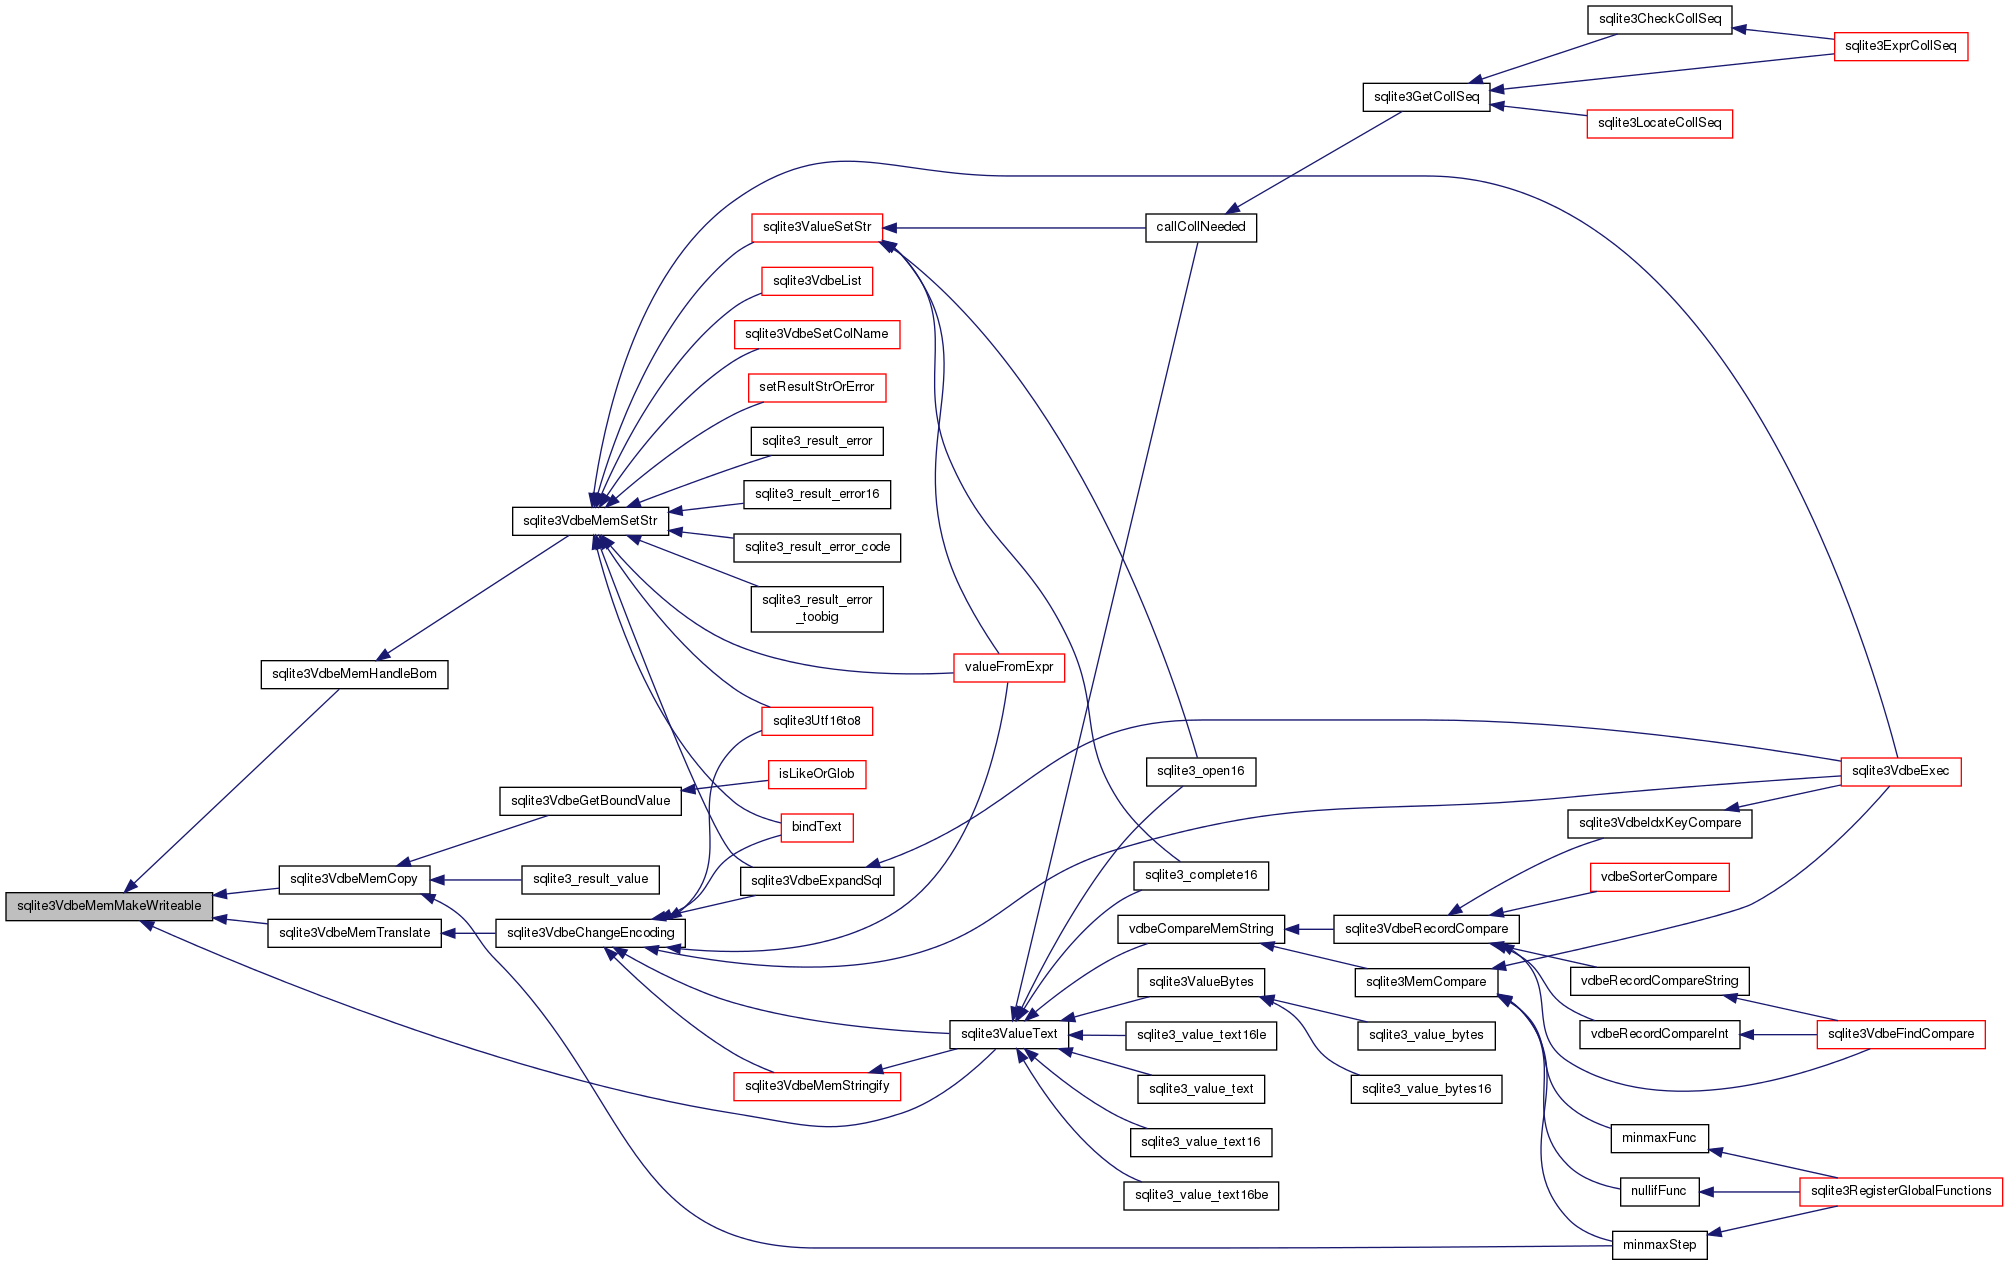 sqlite3CheckCollSeq
sqlite3ExprCollSeq
sqlite3GetCollSeq
sqlite3LocateCollSeq
sqlite3ValueSetStr
callCollNeeded
sqlite3VdbeList
sqlite3VdbeSetColName
setResultStrOrError
sqlite3_result_error
sqlite3_result_error16
sqlite3VdbeMemSetStr
sqlite3_result_error_code
sqlite3_result_error
_toobig
sqlite3VdbeMemHandleBom
valueFromExpr
sqlite3Utf16to8
isLikeOrGlob
sqlite3_open16
sqlite3VdbeExec
sqlite3VdbeGetBoundValue
bindText
sqlite3VdbeIdxKeyCompare
sqlite3VdbeMemCopy
sqlite3_result_value
sqlite3VdbeExpandSql
sqlite3_complete16
vdbeSorterCompare
sqlite3VdbeMemMakeWriteable
sqlite3VdbeMemTranslate
sqlite3VdbeChangeEncoding
vdbeCompareMemString
sqlite3VdbeRecordCompare
sqlite3ValueBytes
sqlite3MemCompare
vdbeRecordCompareString
sqlite3ValueText
sqlite3_value_text16le
sqlite3_value_bytes
vdbeRecordCompareInt
sqlite3VdbeFindCompare
sqlite3VdbeMemStringify
sqlite3_value_text
sqlite3_value_bytes16
sqlite3_value_text16
minmaxFunc
sqlite3_value_text16be
nullifFunc
sqlite3RegisterGlobalFunctions
minmaxStep